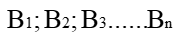 B1; B2; B3......Bn